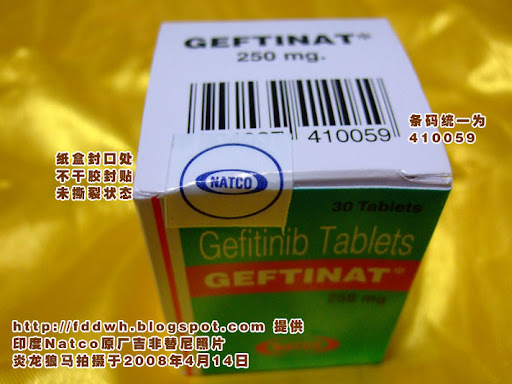 GEFTINAT*
250 mg.
410059
条码统一为
410059
纸盒封口处
不干胶封贴
未撕裂状态
NATCO
30 Tablets
Gefitinib Tablets
GEFTINAT*
250 mg
NATCO
http://fddwh.blogspot.com 提供
印度Natco原厂吉非替尼照片
炎龙狼马拍摄于2008年4月14日